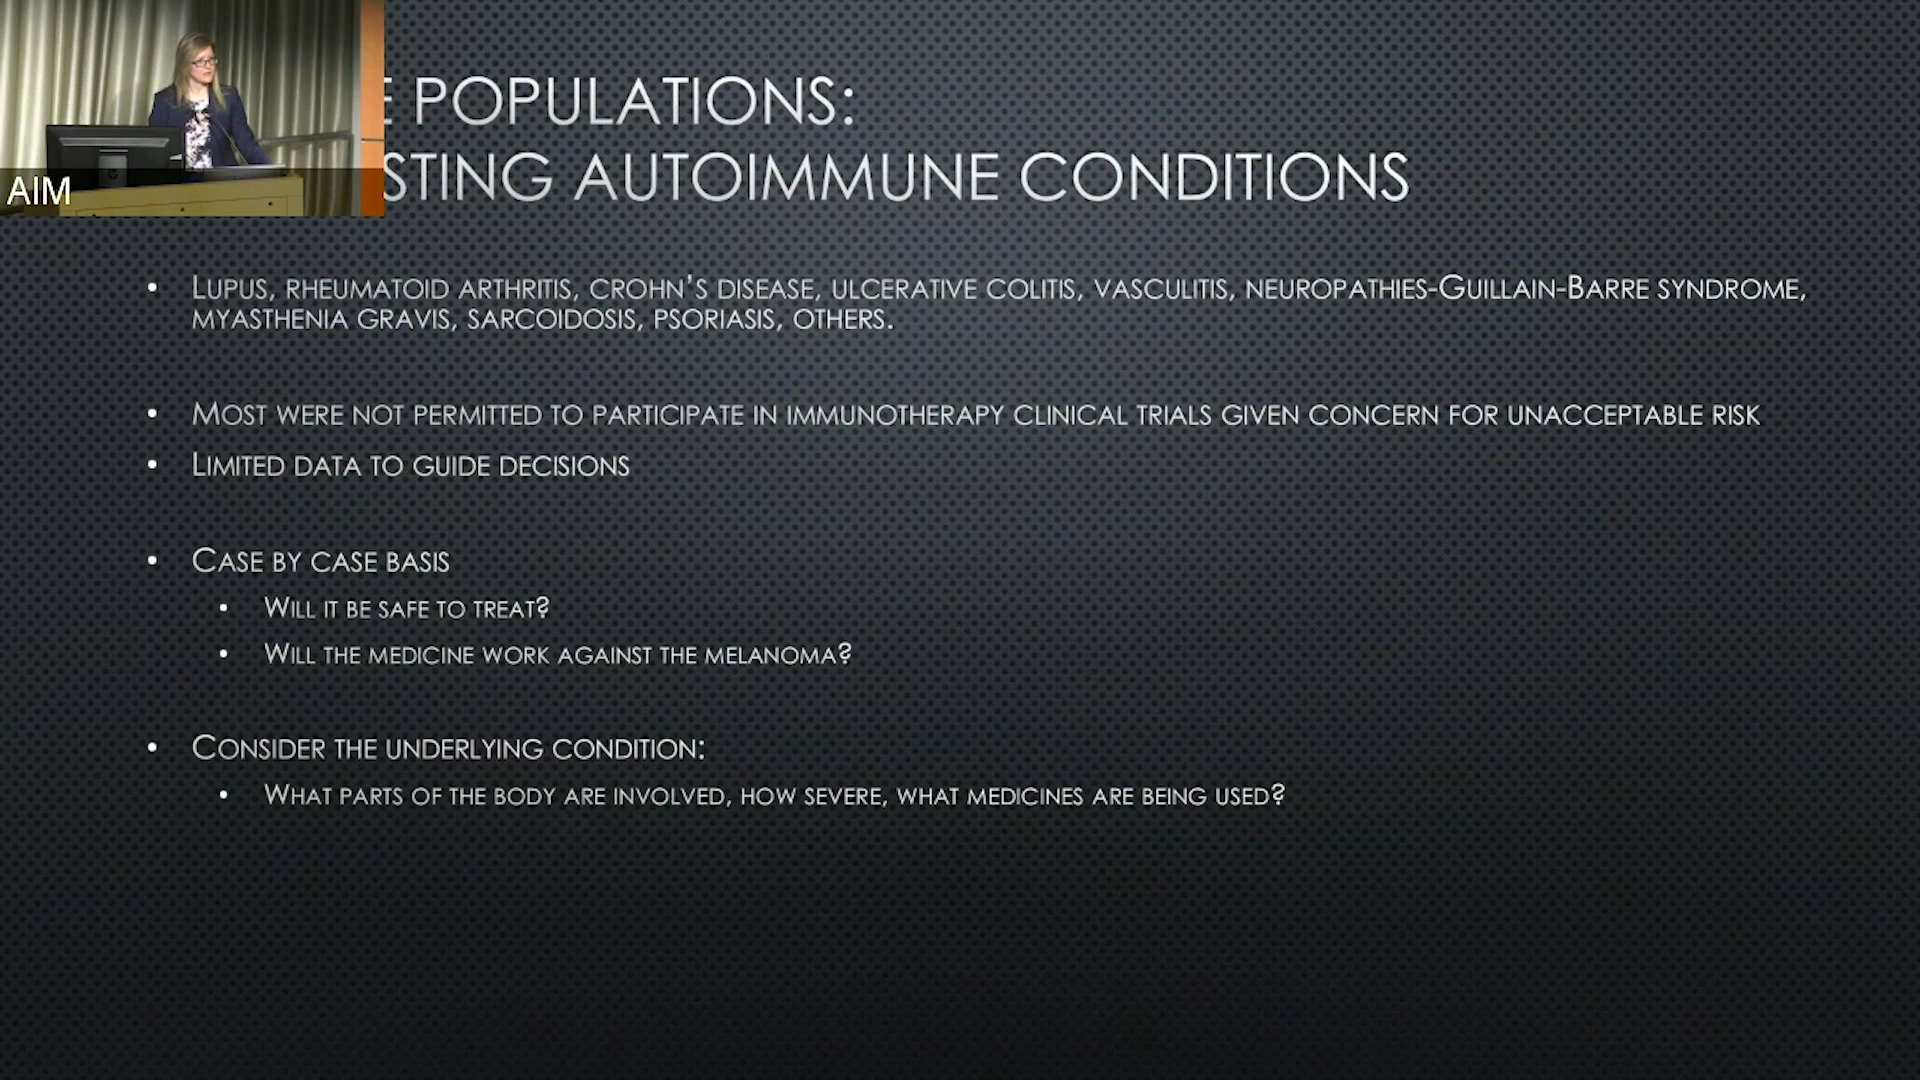 POPULATIONS:
STING AUTOIMMUNE CONDITIONS
AIM
• LUPUS, RHEUMATOID ARTHRITIS, CROHN'S DISEASE, ULCERATIVE COLITIS, VASCULITIS, NEUROPATHIES-GUILLAIN-BARRE SYNDROME,
MYASTHENIA GRAVIS, SARCOIDOSIS, PSORIASIS, OTHERS.
• MOST WERE NOT PERMITTED TO PARTICIPATE IN IMMUNOTHERAPY CLINICAL TRIALS GIVEN CONCERN FOR UNACCEPTABLE RISK
• LIMITED DATA TO GUIDE DECISIONS
• CASE BY CASE BASIS
• WILL IT BE SAFE TO TREAT?
• WILL THE MEDICINE WORK AGAINST THE MELANOMA?
• CONSIDER THE UNDERLYING CONDITION:
• WHAT PARTS OF THE BODY ARE INVOLVED, HOW SEVERE, WHAT MEDICINES ARE BEING USED?